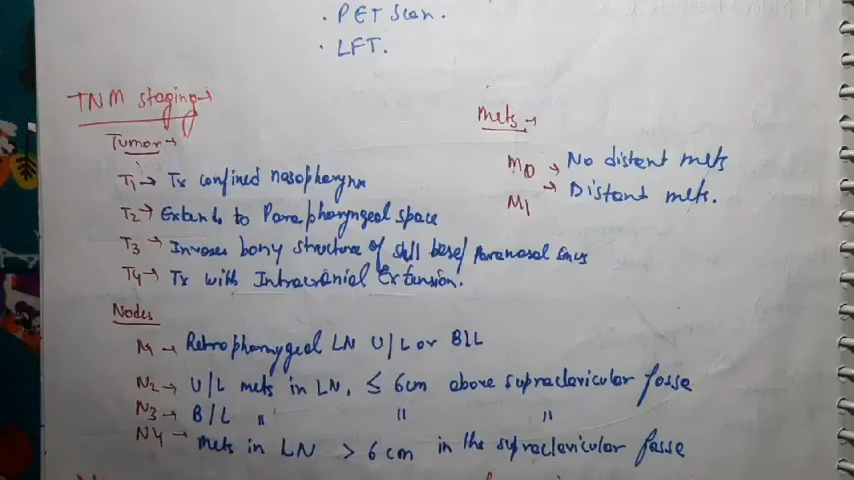 · PET Scan.
· LFT.
TNM staging→
Tumor→
T1→ Tx confined nasopharynx
T2→ Extends to Parapharyngeal space
T3→ Invades bony structure of skull base/ Paranasal Sinus
T4→ Tx with Intracranial Extension.
Nodes
N1→ Retropharyngeal LN U/L or B/L
N2→ U/L mets in LN, ≤ 6cm above supraclavicular fossa
N3→ B/L " " "
N4→ Mets in LN > 6cm in the supraclavicular fossa
Mets→
M0 → No distent mets
M1 → Distant mets.